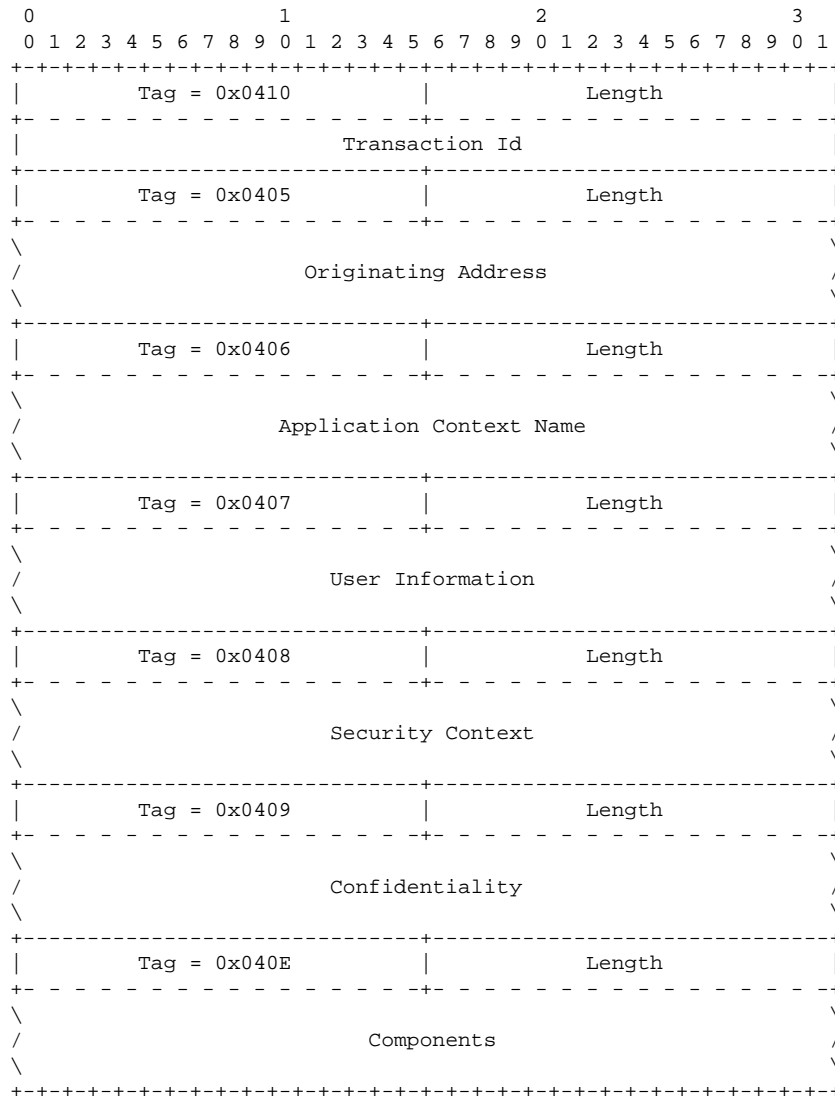 0                   1                   2                   3
0 1 2 3 4 5 6 7 8 9 0 1 2 3 4 5 6 7 8 9 0 1 2 3 4 5 6 7 8 9 0 1
Tag = 0x0410 | Length
Transaction Id
Tag = 0x0405 | Length
Originating Address
Tag = 0x0406 | Length
Application Context Name
Tag = 0x0407 | Length
User Information
Tag = 0x0408 | Length
Security Context
Tag = 0x0409 | Length
Confidentiality
Tag = 0x040E | Length
Components